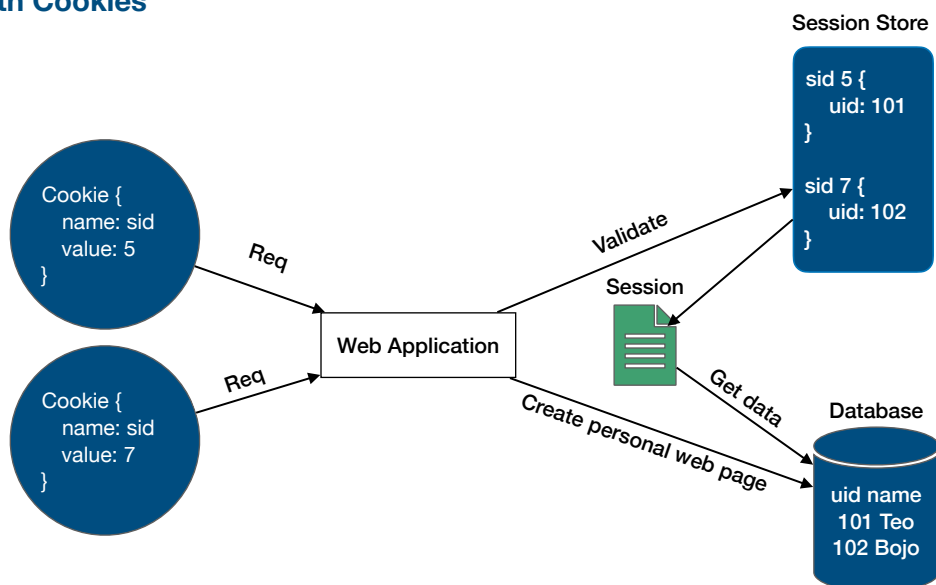 th Cookies
Session Store
sid 5 {
uid: 101
}
sid 7 {
uid: 102
}
Cookie {
name: sid
value: 5
}
Req
Validate
Session
Web Application
Cookie {
name: sid
value: 7
}
Req
Get data
Create personal web page
Database
uid name
101 Teo
102 Bojo